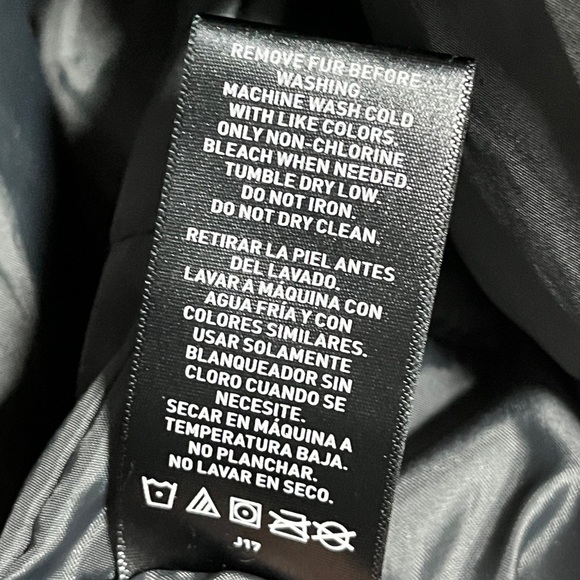 REMOVE FUR BEFORE
WASHING.
MACHINE WASH COLD
WITH LIKE COLORS.
ONLY NON-CHLORINE
BLEACH WHEN NEEDED.
TUMBLE DRY LOW.
DO NOT IRON.
DO NOT DRY CLEAN.
RETIRAR LA PIEL ANTES
DEL LAVADO.
LAVAR A MÁQUINA CON
AGUA FRÍA Y CON
COLORES SIMILARES.
USAR SOLAMENTE
BLANQUEADOR SIN
CLORO CUANDO SE
NECESITE.
SECAR EN MÁQUINA A
TEMPERATURA BAJA.
NO PLANCHAR.
NO LAVAR EN SECO.
J17